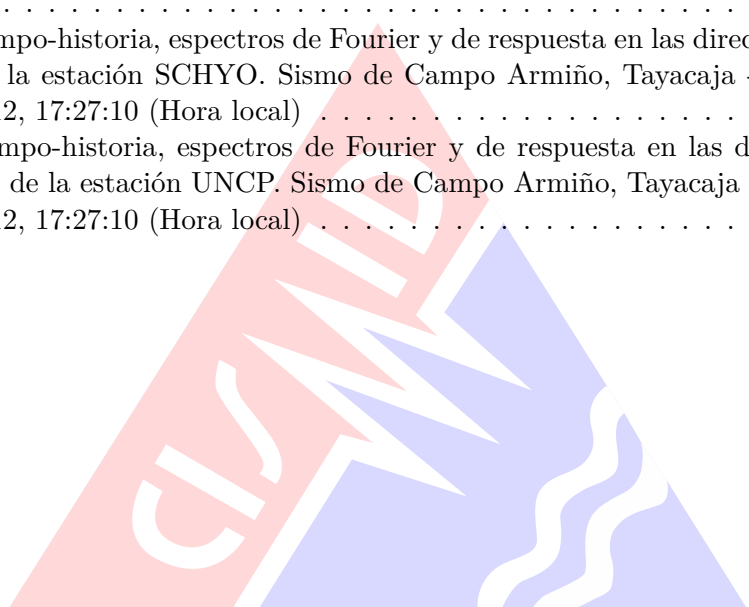 . . . . . . . . . . . . . . . . . . . . . . . . .
mpo-historia, espectros de Fourier y de respuesta en las direc
la estación SCHYO. Sismo de Campo Armiño, Tayacaja -
2, 17:27:10 (Hora local) . . . . . . . . . . . . . . . . . . .
mpo-historia, espectros de Fourier y de respuesta en las d
de la estación UNCP. Sismo de Campo Armiño, Tayacaja
2, 17:27:10 (Hora local) . . . . . . . . . . . . . . . . . . .
CISMID